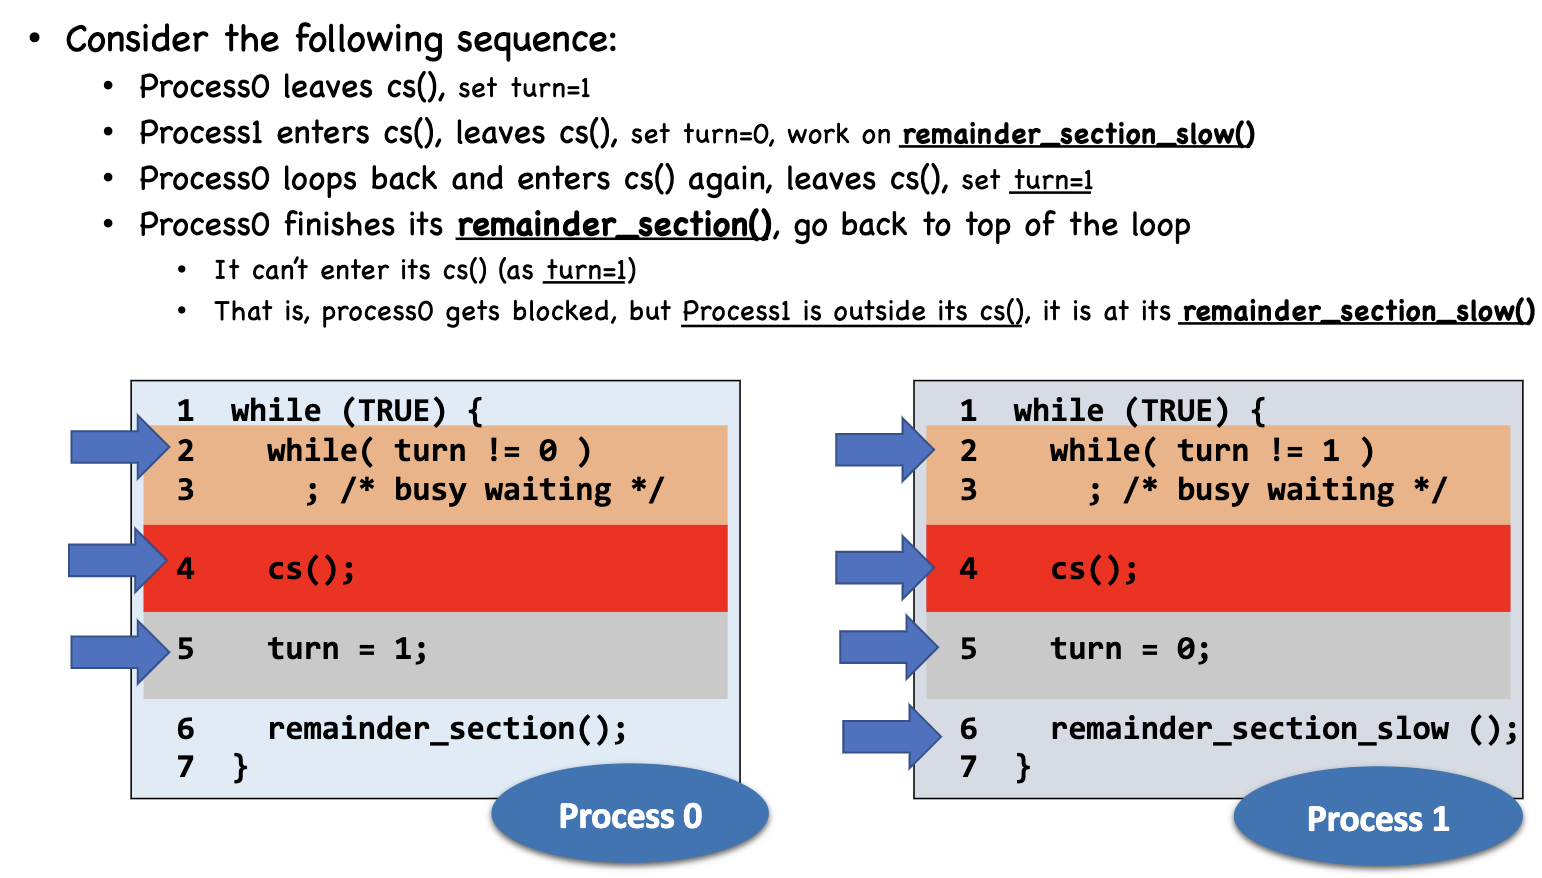 • Consider the following sequence:
• Process0 leaves cs(), set turn=1
• Process1 enters cs(), leaves cs(), set turn=0, work on remainder_section_slow()
• Process0 loops back and enters cs() again, leaves cs(), set turn=1
• Process0 finishes its remainder_section(), go back to top of the loop
• It can't enter its cs() (as turn=1)
• That is, process0 gets blocked, but Process1 is outside its cs(), it is at its remainder_section_slow()
1 while (TRUE) {
2 while( turn != 0 )
3 ; /* busy waiting */
4 cs();
5 turn = 1;
6 remainder_section();
7 }
Process 0
1 while (TRUE) {
2 while( turn != 1 )
3 ; /* busy waiting */
4 cs();
5 turn = 0;
6 remainder_section_slow ();
7 }
Process 1